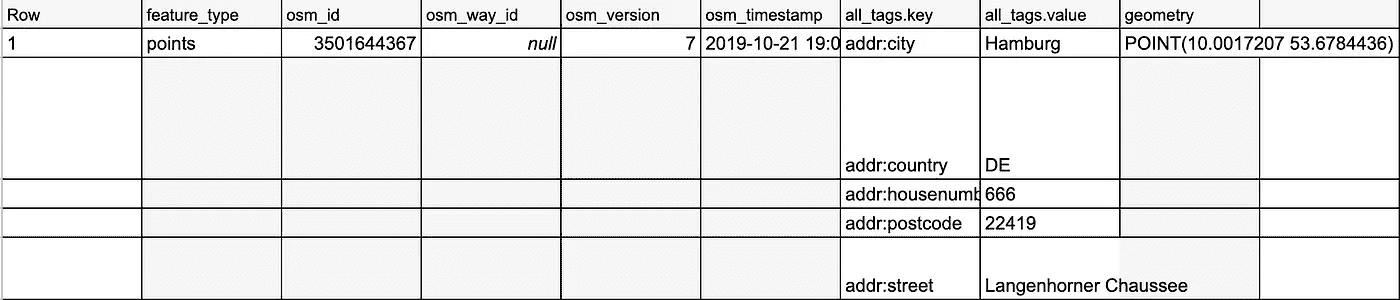 Row feature_type osm_id osm_way_id osm_version osm_timestamp all_tags.key all_tags.value geometry
1 points 3501644367 null 7 2019-10-21 19:0 addr:city Hamburg POINT(10.0017207 53.6784436)
addr:country DE
addr:housenumb 666
addr:postcode 22419
addr:street Langenhorner Chaussee